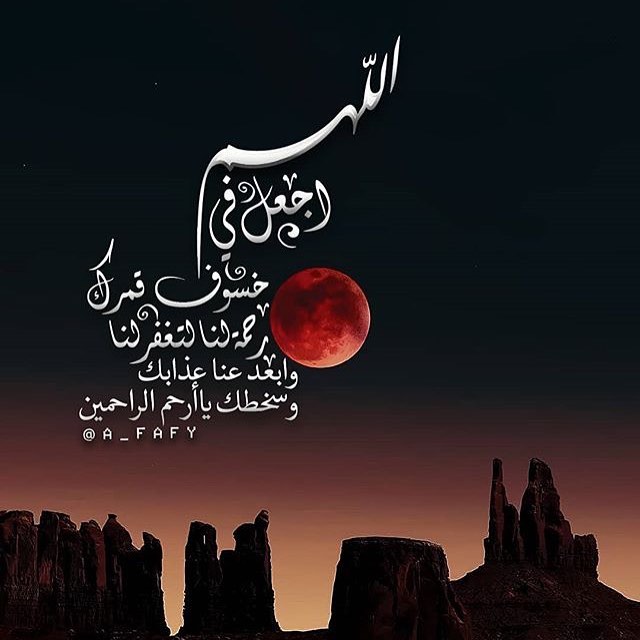 اللهم
اجعل في
خسوف قمرك
رحمة لنا لتغفر لنا
وابعد عنا عذابك
وسخطك ياأرحم الراحمين
@A_FAFY